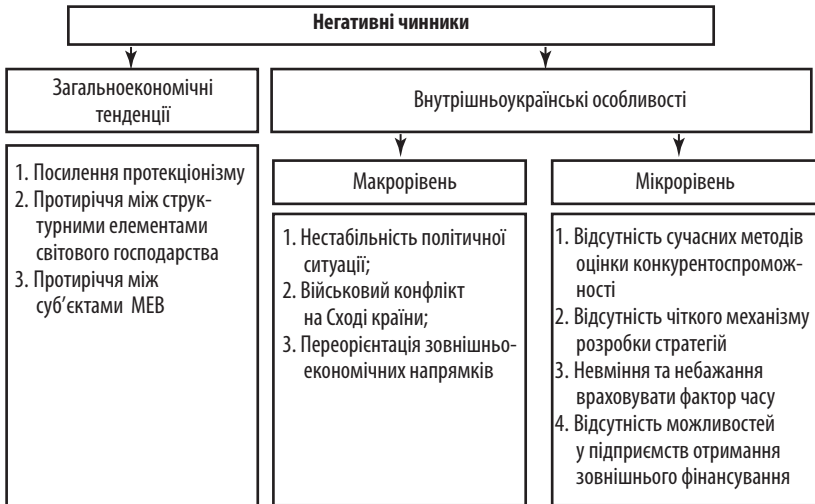 Негативні чинники
Загальноекономічні
тенденції
Внутрішньоукраїнські особливості
1. Посилення протекціонізму
2. Протиріччя між струк-
турними елементами
світового господарства
3. Протиріччя між
суб’єктами МЕВ
Макрорівень
1. Нестабільність політичної
ситуації;
2. Військовий конфлікт
на Сході країни;
3. Переорієнтація зовнішньо-
економічних напрямків
Мікрорівень
1. Відсутність сучасних методів
оцінки конкурентоспромож-
ності
2. Відсутність чіткого механізму
розробки стратегій
3. Невміння та небажання
враховувати фактор часу
4. Відсутність можливостей
у підприємств отримання
зовнішнього фінансування